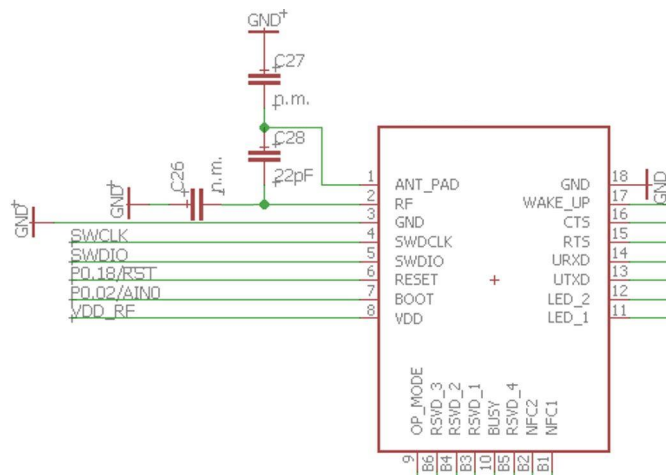 GND
C27
n.m.
C28
22pF
C26
n.m.
GND
GND
SWCLK
SWDIO
P0.18/RST
P0.02/AIN0
VDD_RF
1 ANT_PAD
2 RF
3 GND
4 SWDCLK
5 SWDIO
6 RESET
7 BOOT
8 VDD
GND 18
WAKE_UP 17
CTS 16
RTS 15
URXD 14
UTXD 13
LED_2 12
LED_1 11
GND
OP_MODE
RSVD_3
RSVD_2
RSVD_1
BUSY
RSVD_4
NFC2
NFC1
9
B6
B4
B3
10
B5
B2
B1